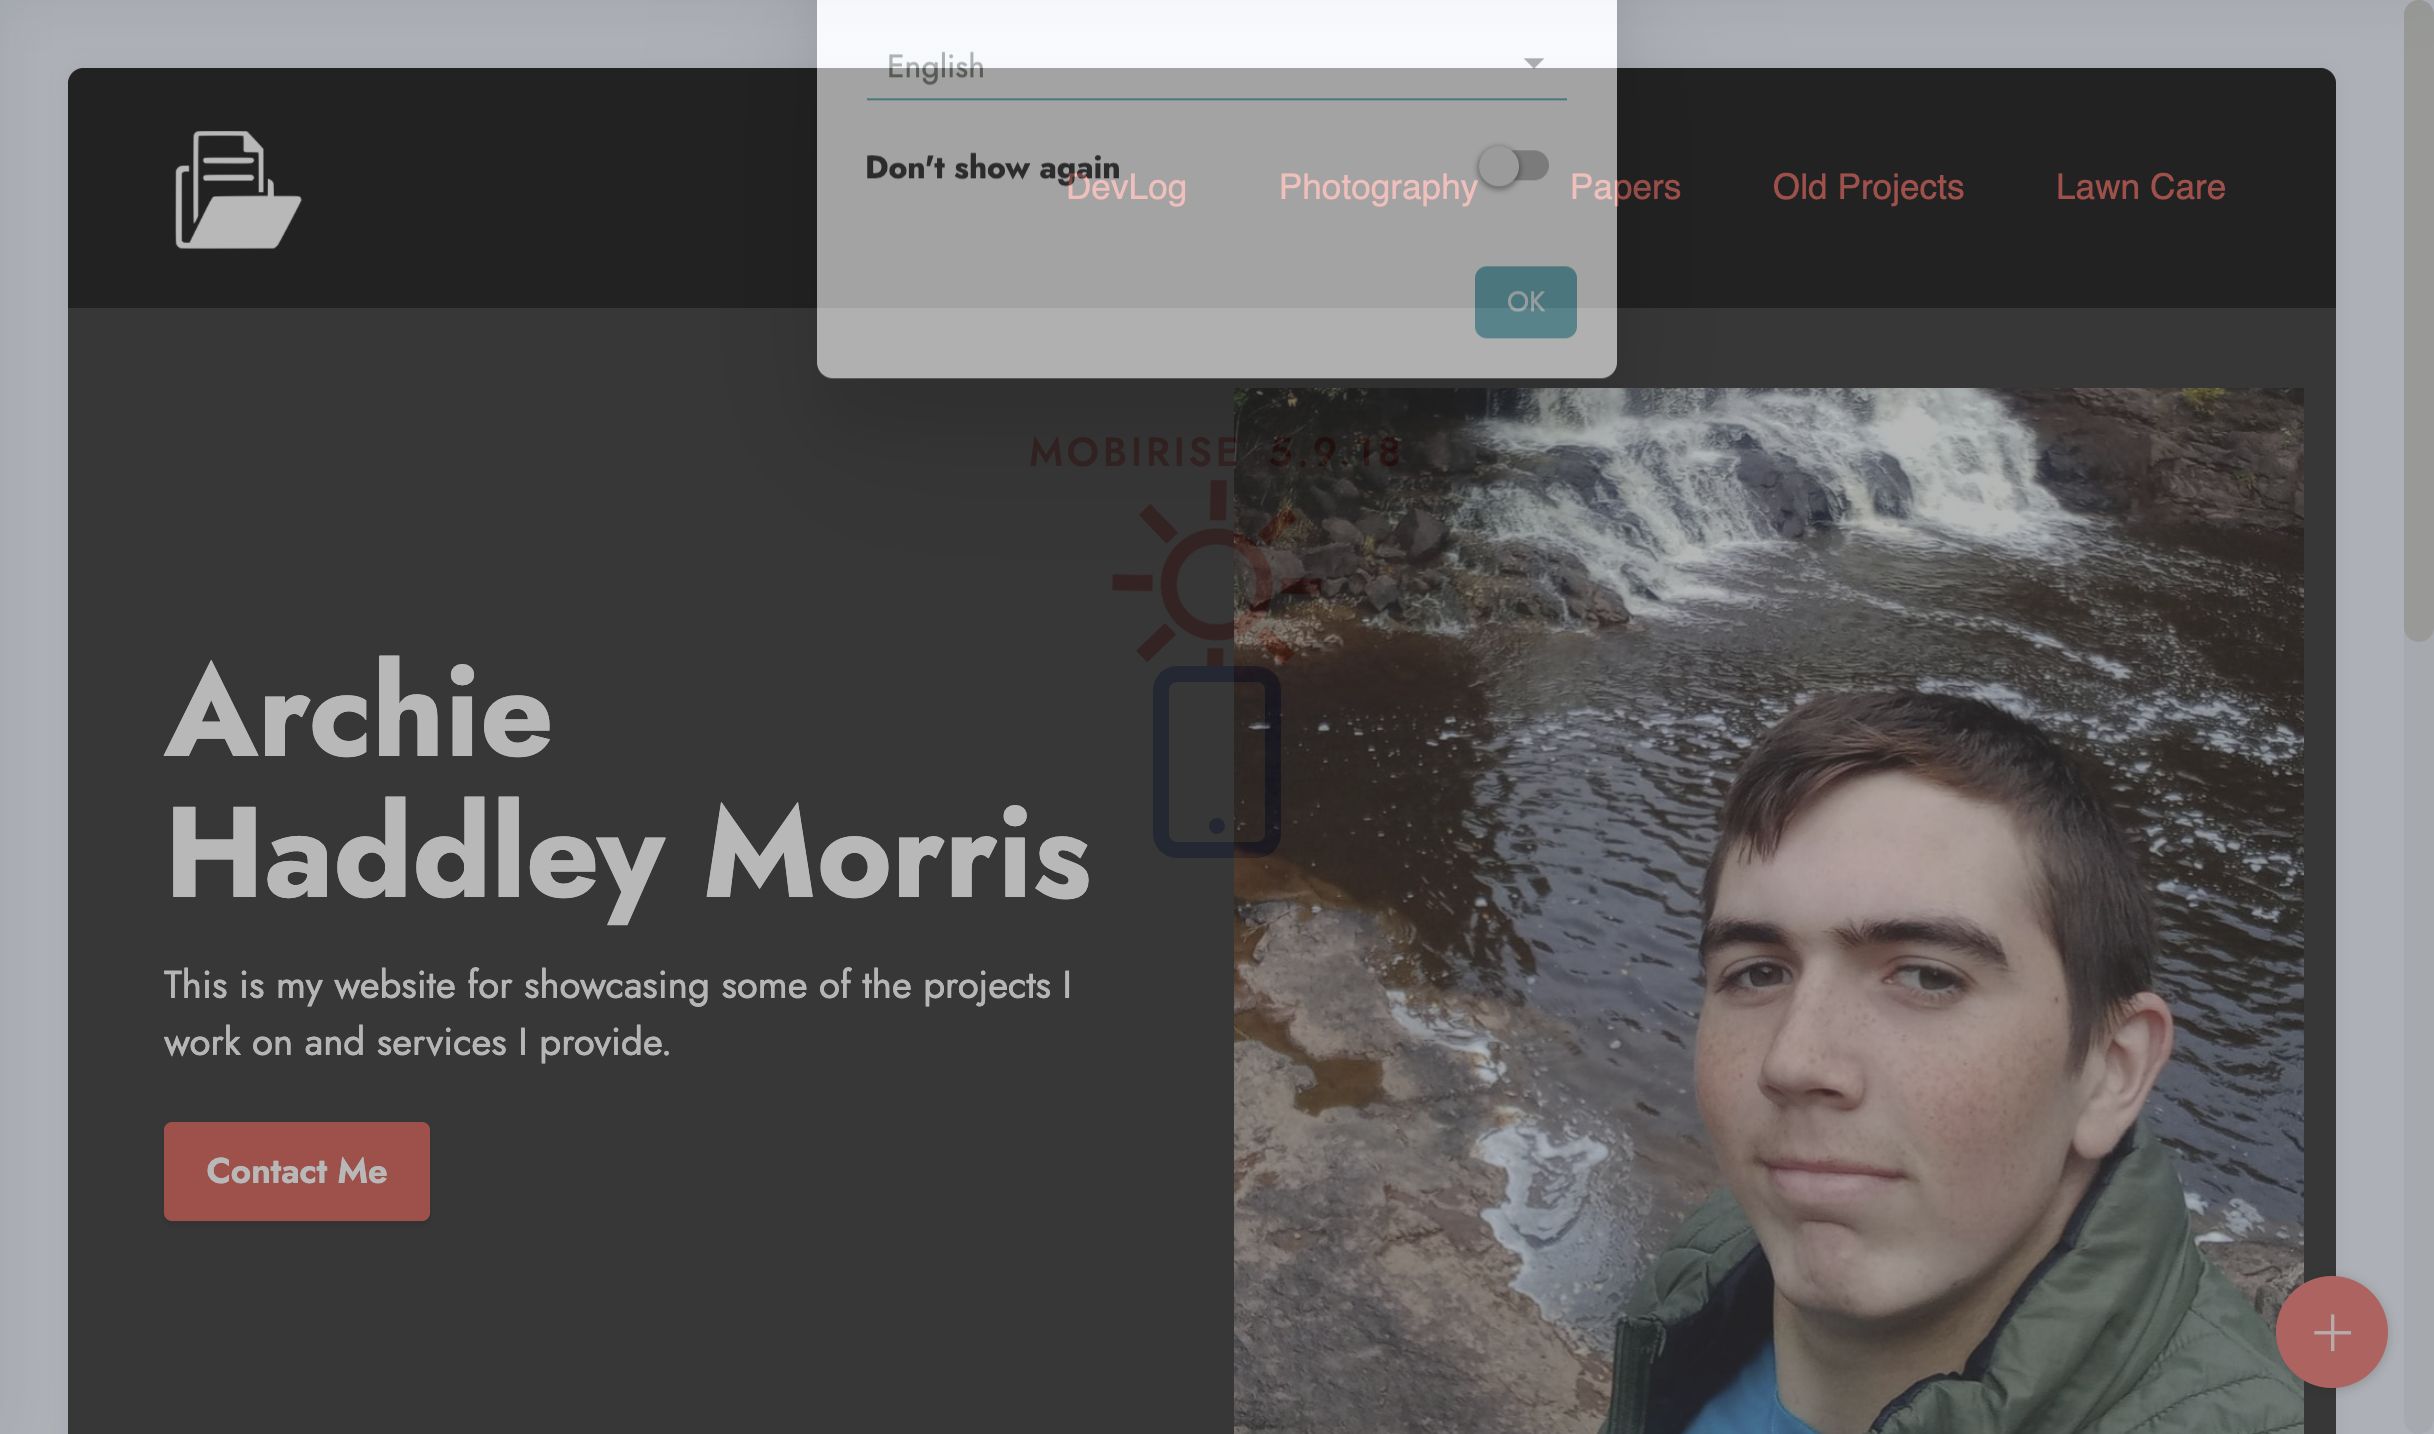 English
Don't show again
DevLog Photography Papers Old Projects Lawn Care
OK
MOBIRISE 5.9.18
Archie
Haddley Morris
This is my website for showcasing some of the projects I
work on and services I provide.
Contact Me